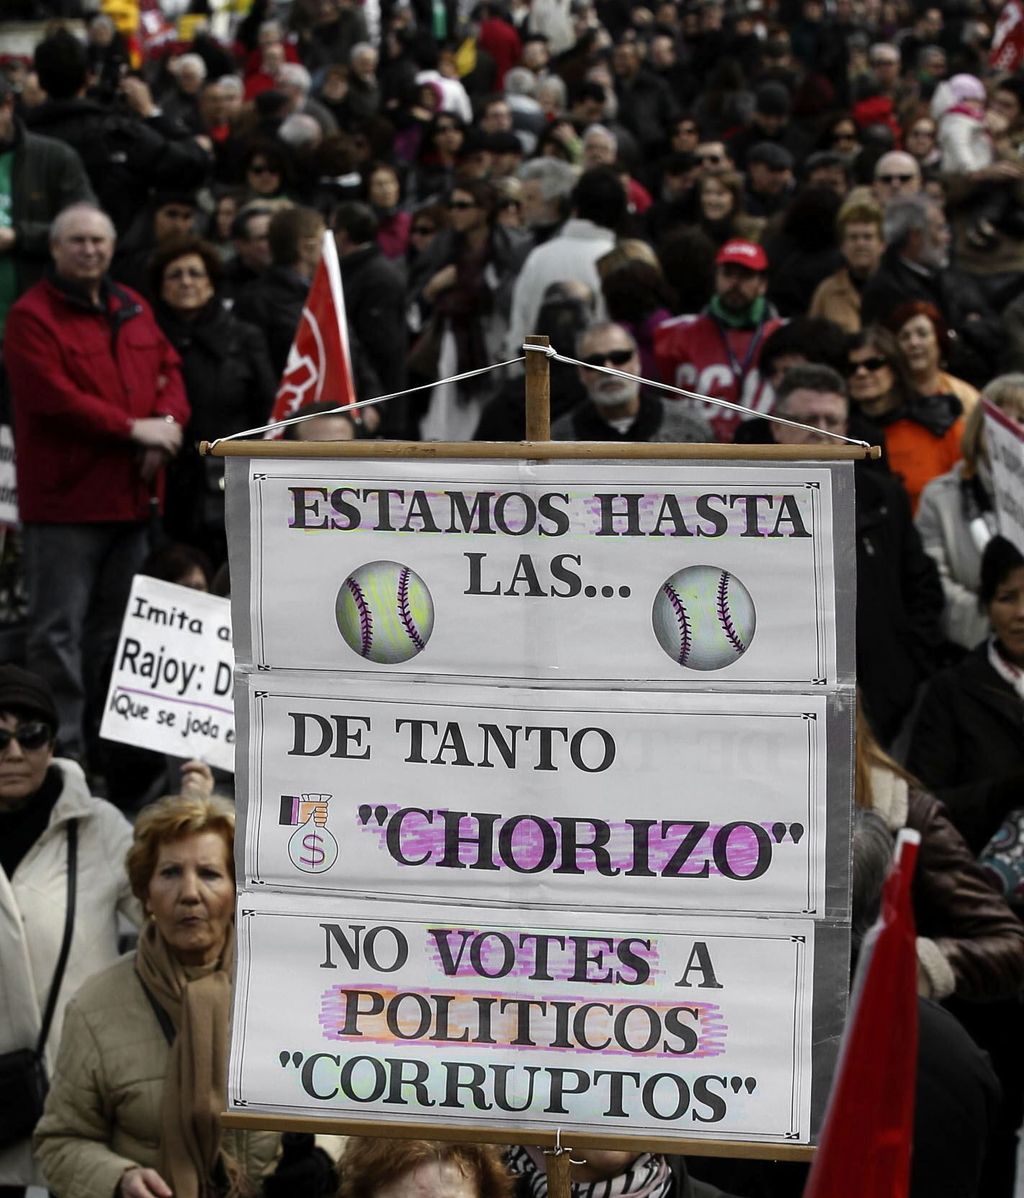 ESTAMOS HASTA
LAS...
DE TANTO
"CHORIZO"
$
NO VOTES A
POLITICOS
"CORRUPTOS"
Imita a
Rajoy:
¡Que se joda